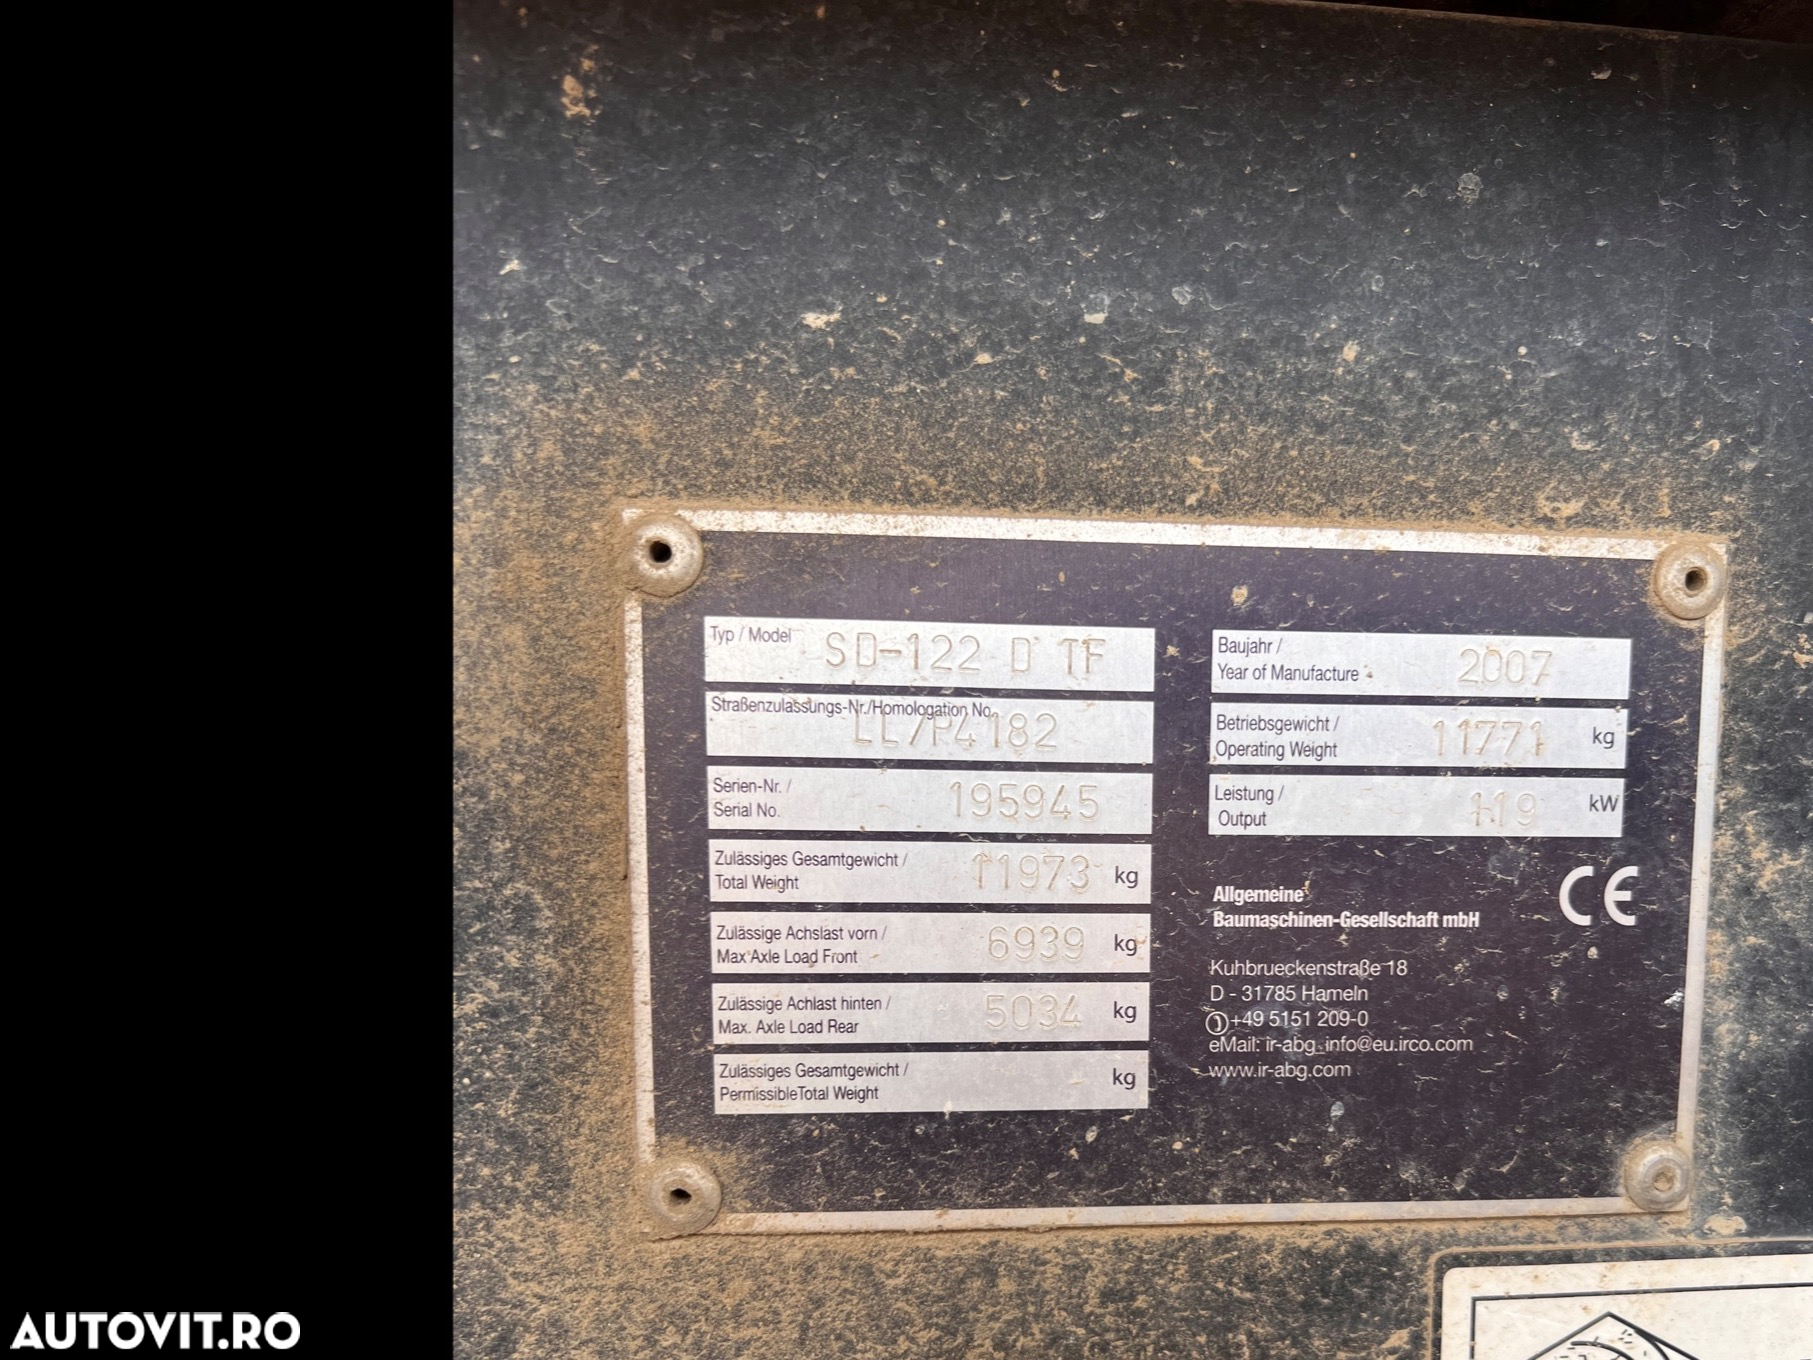 Typ / Model SD-122 D TF
Straßenzulassungs-Nr./Homologation No.
LL7P4182
Serien-Nr. /
Serial No. 195945
Zulässiges Gesamtgewicht /
Total Weight 11973 kg
Zulässige Achslast vorn /
Max Axle Load Front 6939 kg
Zulässige Achlast hinten /
Max. Axle Load Rear 5034 kg
Zulässiges Gesamtgewicht /
Permissible Total Weight kg
Baujahr /
Year of Manufacture 2007
Betriebsgewicht /
Operating Weight 11771 kg
Leistung /
Output 119 kW
CE
Allgemeine
Baumaschinen-Gesellschaft mbH
Kuhbrueckenstraße 18
D - 31785 Hameln
+49 5151 209-0
eMail: ir-abg_info@eu.irco.com
www.ir-abg.com
AUTOVIT.RO